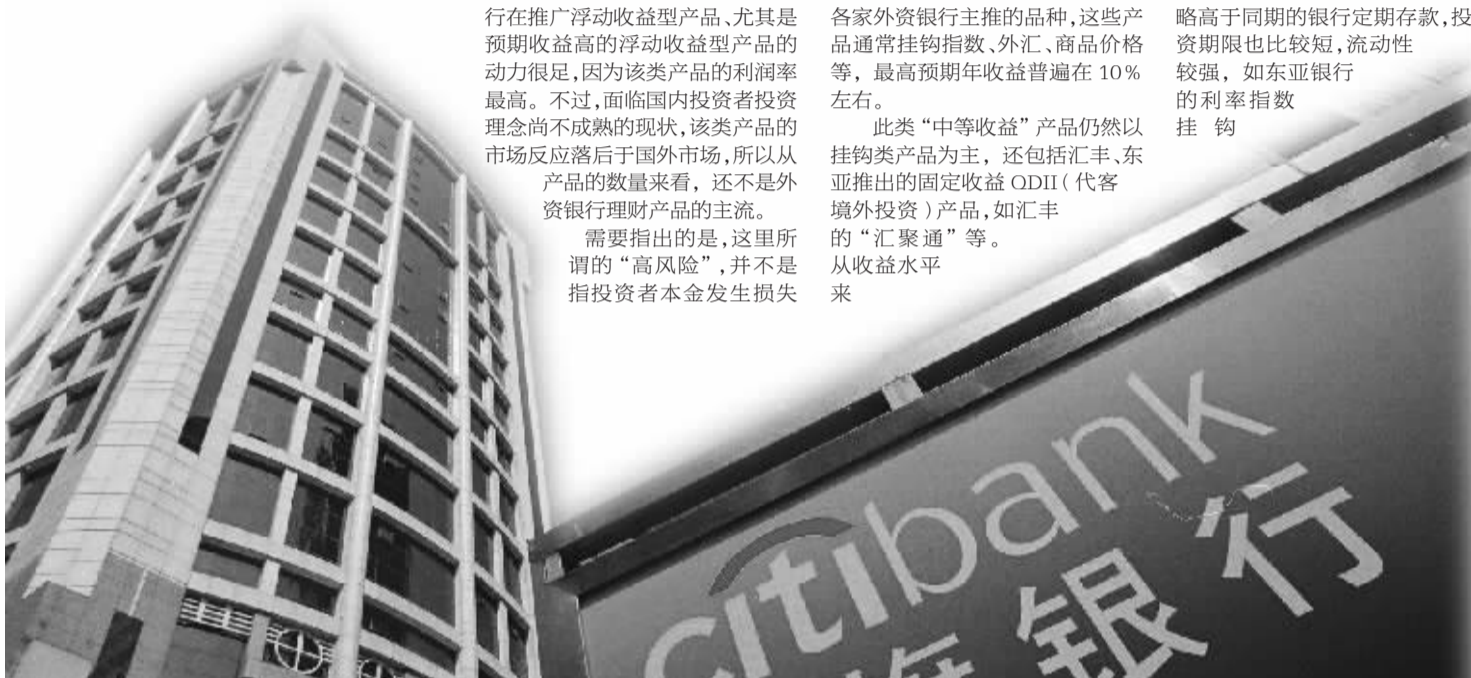 行在推广浮动收益型产品、尤其是
预期收益高的浮动收益型产品的
动力很足,因为该类产品的利润率
最高。不过,面临国内投资者投资
理念尚不成熟的现状,该类产品的
市场反应落后于国外市场,所以从
产品的数量来看,还不是外
资银行理财产品的主流。
需要指出的是,这里所
谓的“高风险”,并不是
指投资者本金发生损失
各家外资银行主推的品种,这些产
品通常挂钩指数、外汇、商品价格
等,最高预期年收益普遍在10%
左右。
此类“中等收益”产品仍然以
挂钩类产品为主,还包括汇丰、东
亚推出的固定收益QDII(代客
境外投资)产品,如汇丰
的“汇聚通”等。
从收益水平
来
略高于同期的银行定期存款,投
资期限也比较短,流动性
较强,如东亚银行
的利率指数
挂钩
citibank
银行